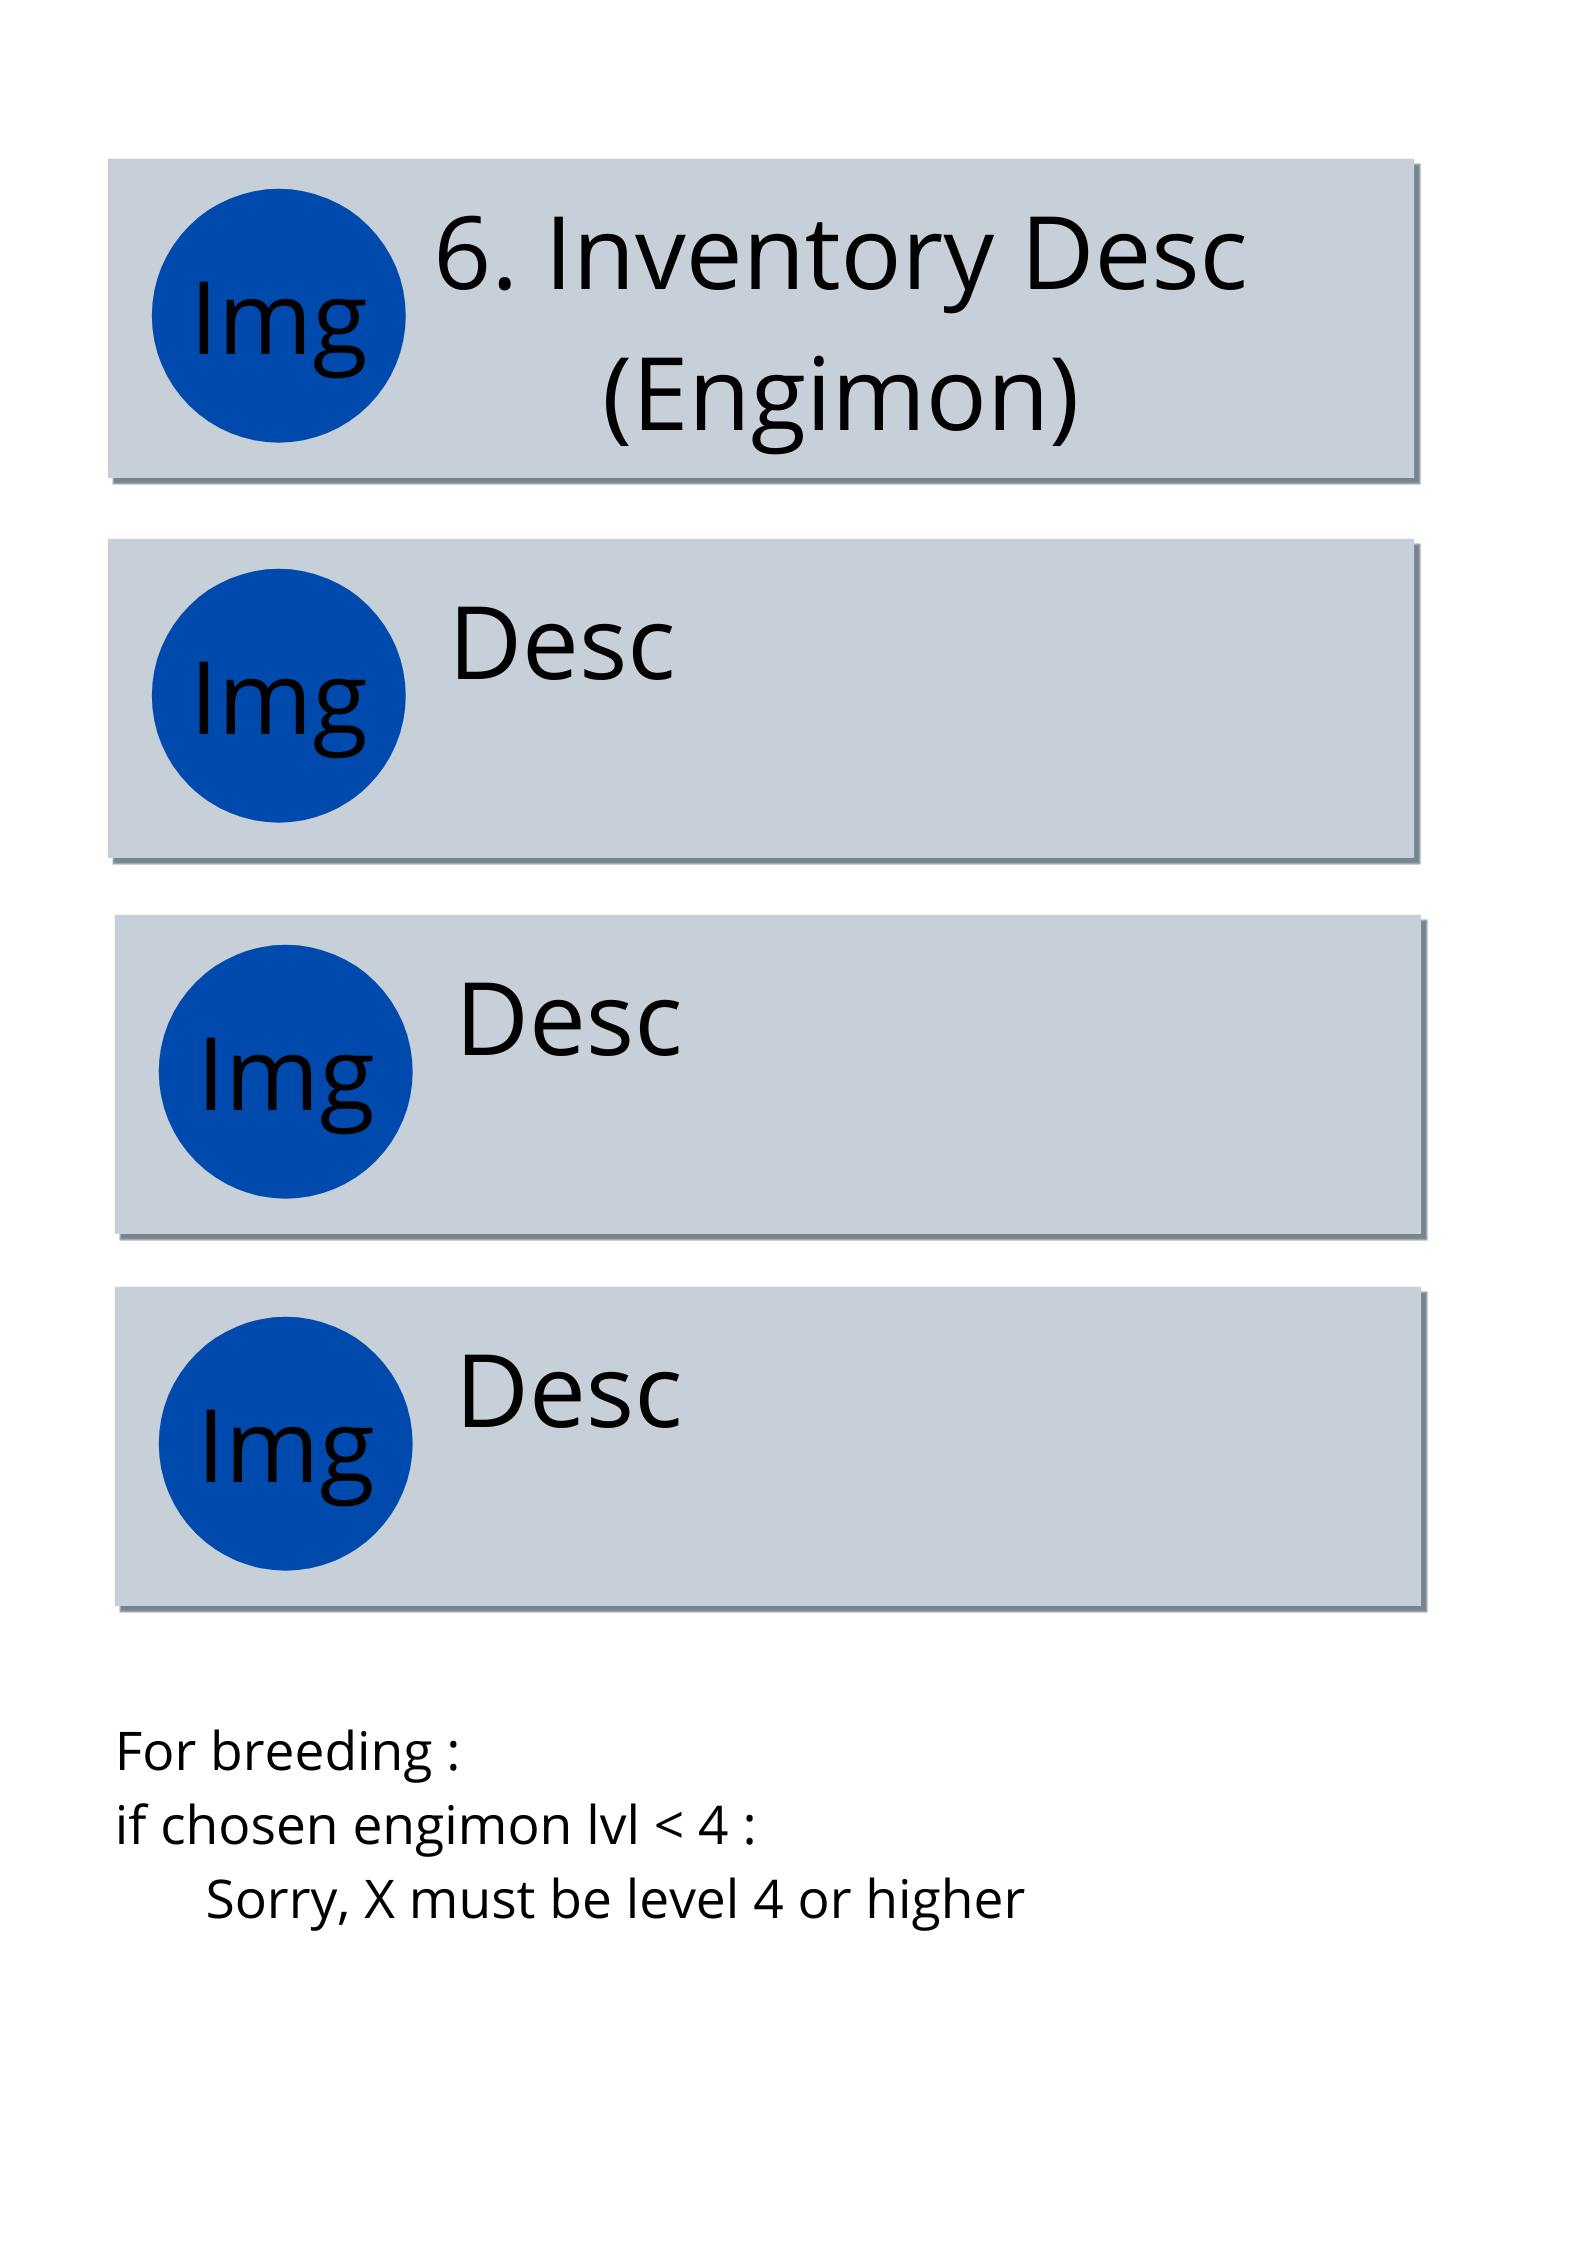 Img
6. Inventory Desc
(Engimon)
Img
Desc
Img
Desc
Img
Desc
For breeding :
if chosen engimon lvl < 4 :
Sorry, X must be level 4 or higher